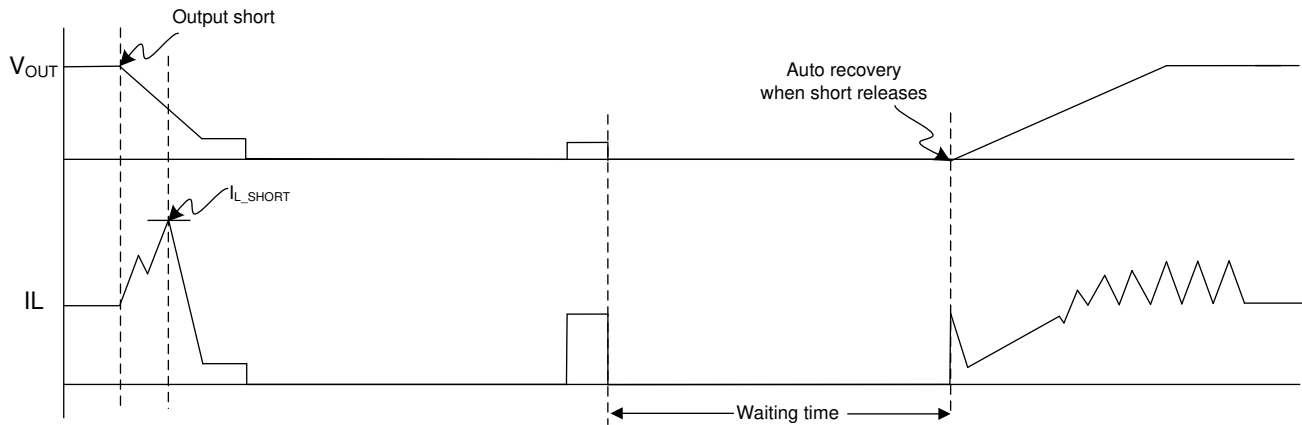 Output short
VOUT
Auto recovery
when short releases
IL_SHORT
IL
Waiting time